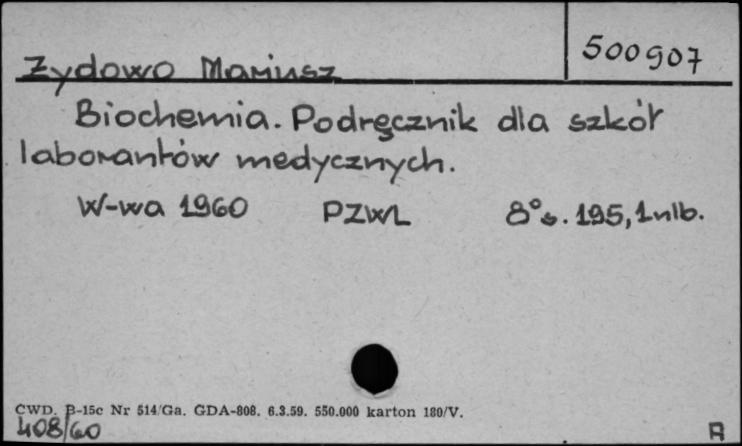 500907
Zydowo Mariusz
Biochemia. Podręcznik dla szkół
laborantów medycznych.
W-wa 1960 PZWL 8° s. 195, 1 nlb.
CWD. B-15c Nr 514/Ga. GDA-808. 6.3.59. 550.000 karton 180/V.
408/60
A